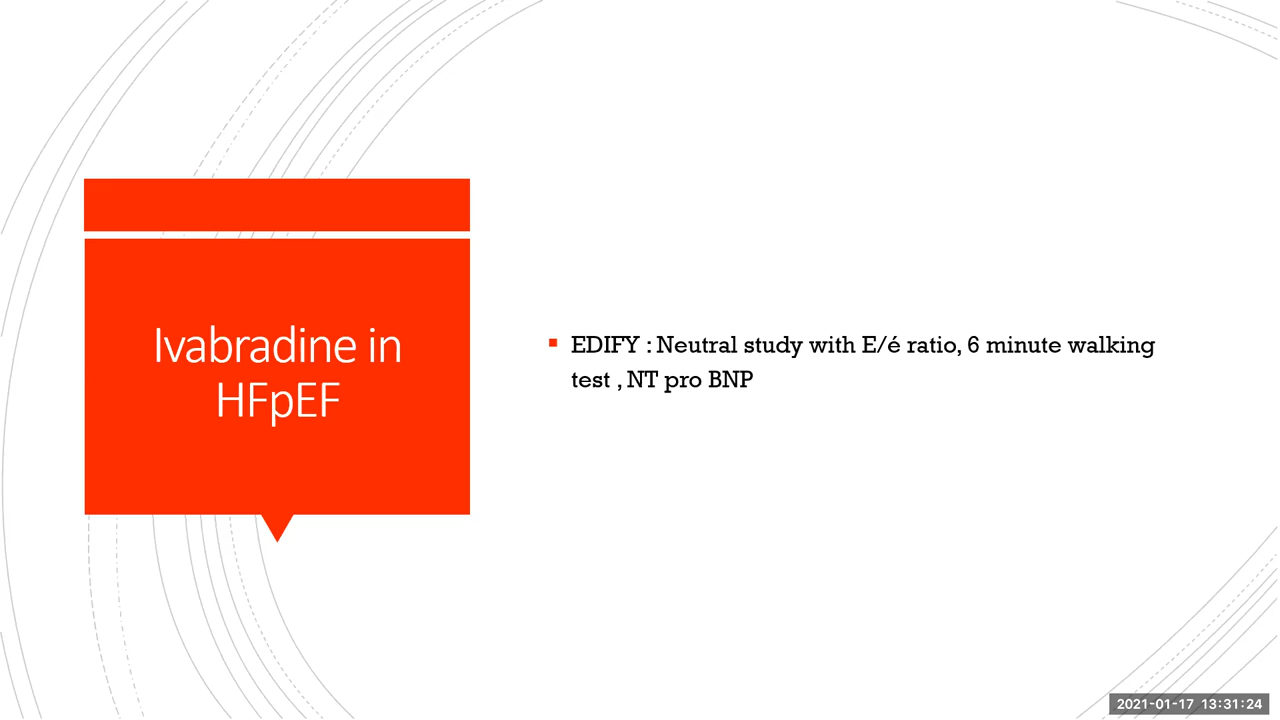 Ivabradine in
HFpEF
▪ EDIFY : Neutral study with E/é ratio, 6 minute walking
test , NT pro BNP
2021-01-17 13:31:24